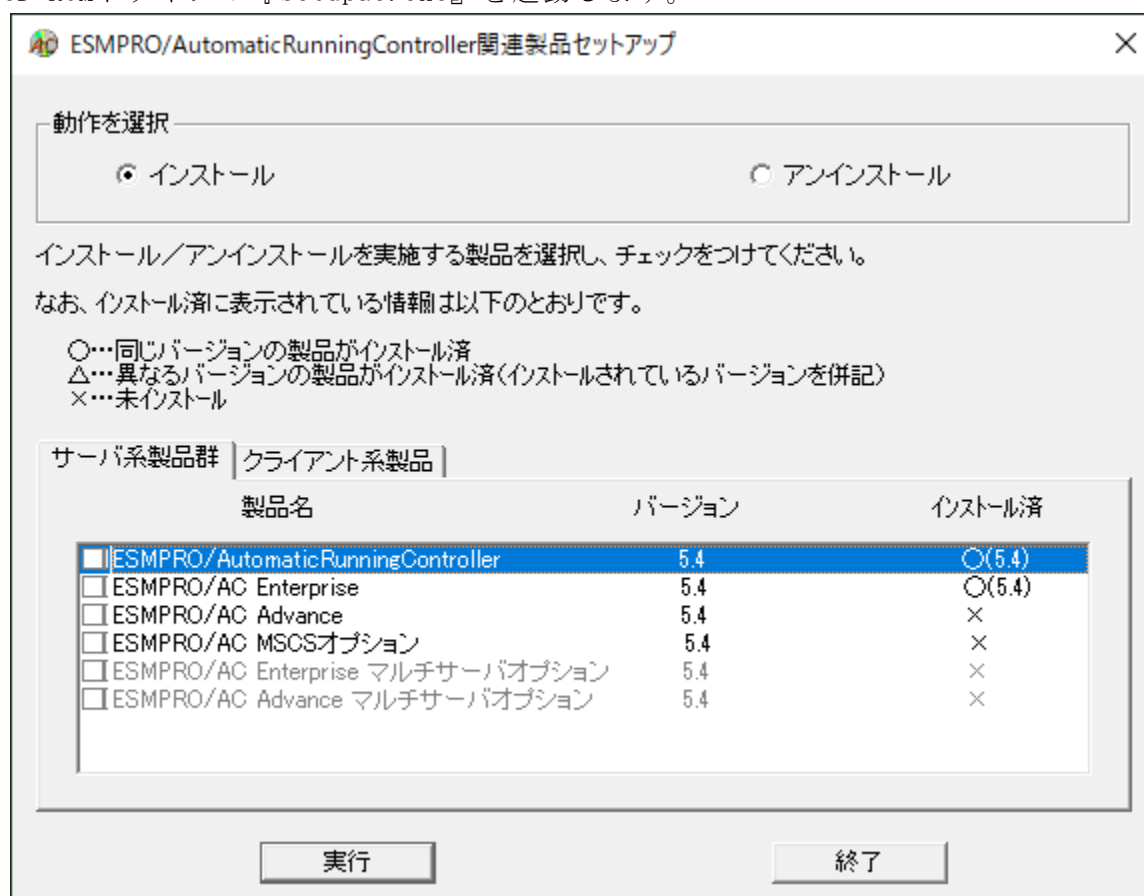 ESMPRO/AutomaticRunningController関連製品セットアップ
動作を選択
インストール
アンインストール
インストール／アンインストールを実施する製品を選択し、チェックをつけてください。
なお、インストール済に表示されている情報は以下のとおりです。
○…同じバージョンの製品がインストール済
△…異なるバージョンの製品がインストール済(インストールされているバージョンを併記)
×…未インストール
サーバ系製品群 クライアント系製品
製品名 バージョン インストール済
ESMPRO/AutomaticRunningController 5.4 ○(5.4)
ESMPRO/AC Enterprise 5.4 ○(5.4)
ESMPRO/AC Advance 5.4 ×
ESMPRO/AC MSCSオプション 5.4 ×
ESMPRO/AC Enterprise マルチサーバオプション 5.4 ×
ESMPRO/AC Advance マルチサーバオプション 5.4 ×
実行 終了